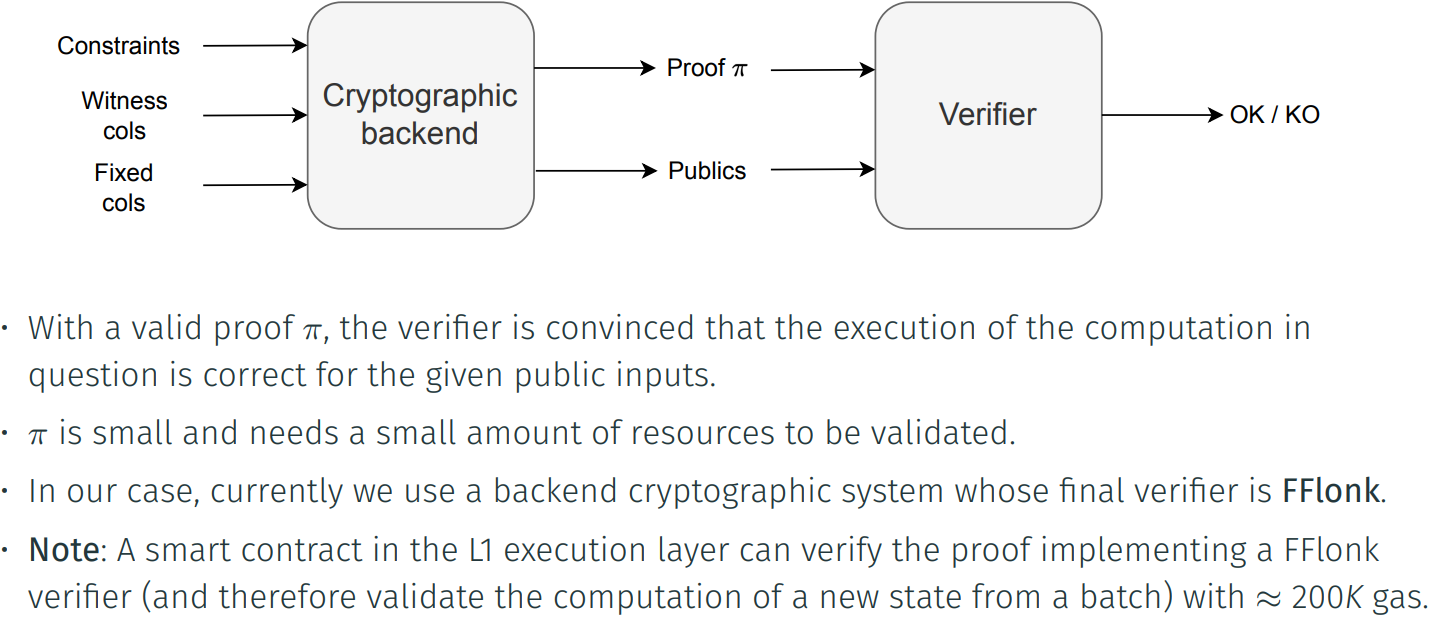 Constraints
Witness
cols
Fixed
cols
Cryptographic
backend
Proof π
Publics
Verifier
OK / KO
· With a valid proof π, the verifier is convinced that the execution of the computation in
question is correct for the given public inputs.
· π is small and needs a small amount of resources to be validated.
· In our case, currently we use a backend cryptographic system whose final verifier is FFlonk.
· Note: A smart contract in the L1 execution layer can verify the proof implementing a FFlonk
verifier (and therefore validate the computation of a new state from a batch) with ≈ 200K gas.